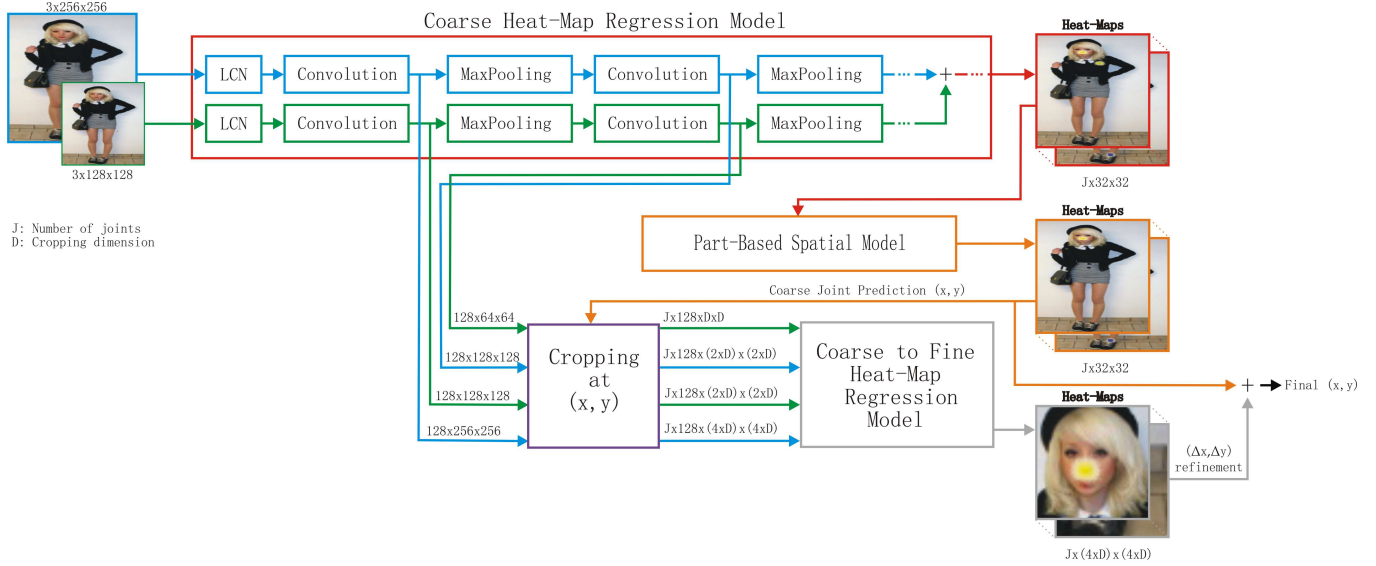 3x256x256
Coarse Heat-Map Regression Model
LCN
Convolution
MaxPooling
Convolution
MaxPooling
+
LCN
Convolution
MaxPooling
Convolution
MaxPooling
3x128x128
Heat-Maps
Jx32x32
J: Number of joints
D: Cropping dimension
Part-Based Spatial Model
Heat-Maps
Jx32x32
Coarse Joint Prediction (x,y)
128x64x64
128x128x128
128x128x128
128x256x256
Cropping
at
(x,y)
Jx128xDxD
Jx128x(2xD)x(2xD)
Jx128x(2xD)x(2xD)
Jx128x(4xD)x(4xD)
Coarse to Fine
Heat-Map
Regression
Model
+
Final (x,y)
Heat-Maps
(Δx,Δy)
refinement
Jx(4xD)x(4xD)